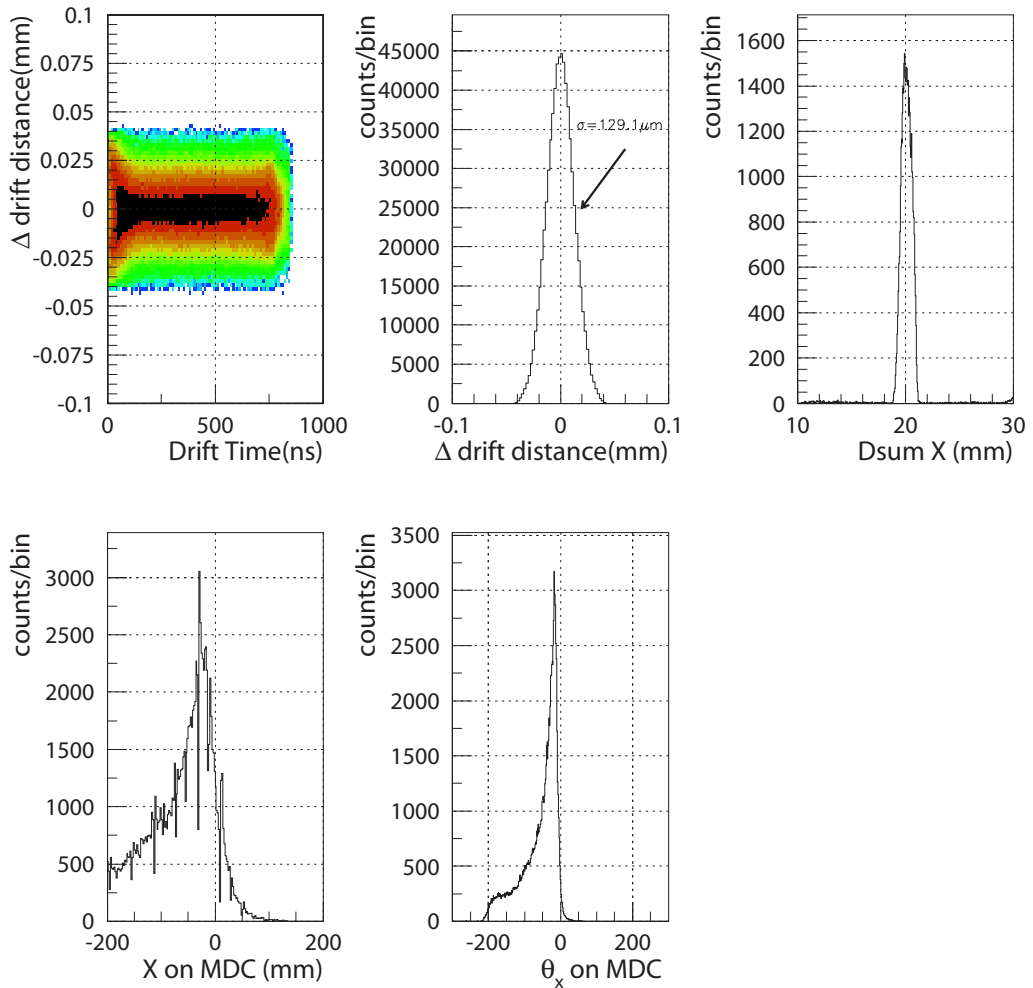 Δ drift distance(mm)
0.1
0.075
0.05
0.025
0
-0.025
-0.05
-0.075
-0.1
0 500 1000
Drift Time(ns)
counts/bin
45000
40000
35000
30000
25000
20000
15000
10000
5000
0
σ=129.1μm
-0.1 0 0.1
Δ drift distance(mm)
counts/bin
1600
1400
1200
1000
800
600
400
200
0
10 20 30
Dsum X (mm)
counts/bin
3000
2500
2000
1500
1000
500
0
-200 0 200
X on MDC (mm)
counts/bin
3500
3000
2500
2000
1500
1000
500
0
-200 0 200
θx on MDC